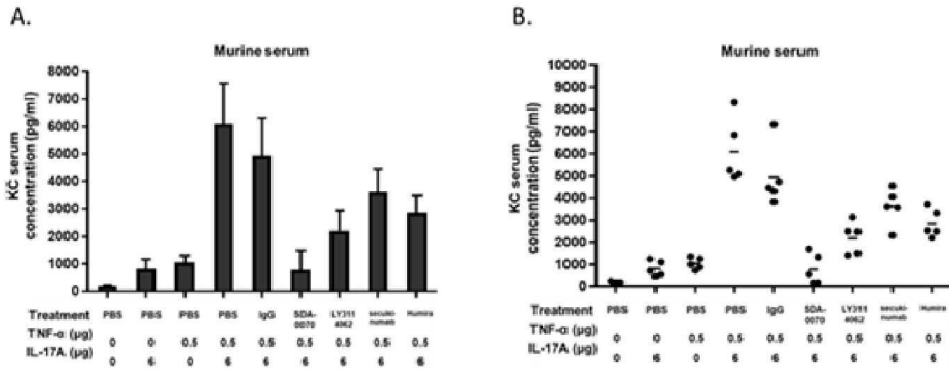 A.
Murine serum
KC serum
concentration (pg/ml)
8000
7000
6000
5000
4000
3000
2000
1000
0
Treatment PBS PBS PBS PBS IgG SDA-0070 LY311 4062 secuki-numab Humira
TNF-α (μg) 0 0 0.5 0.5 0.5 0.5 0.5 0.5 0.5
IL-17A (μg) 0 6 0 6 6 6 6 6 6
B.
Murine serum
KC serum
concentration (pg/ml)
10000
9000
8000
7000
6000
5000
4000
3000
2000
1000
0
Treatment PBS PBS PBS PBS IgG SDA-0070 LY311 4062 secuki-numab Humira
TNF-α (μg) 0 0 0.5 0.5 0.5 0.5 0.5 0.5 0.5
IL-17A (μg) 0 6 0 6 6 6 6 6 6